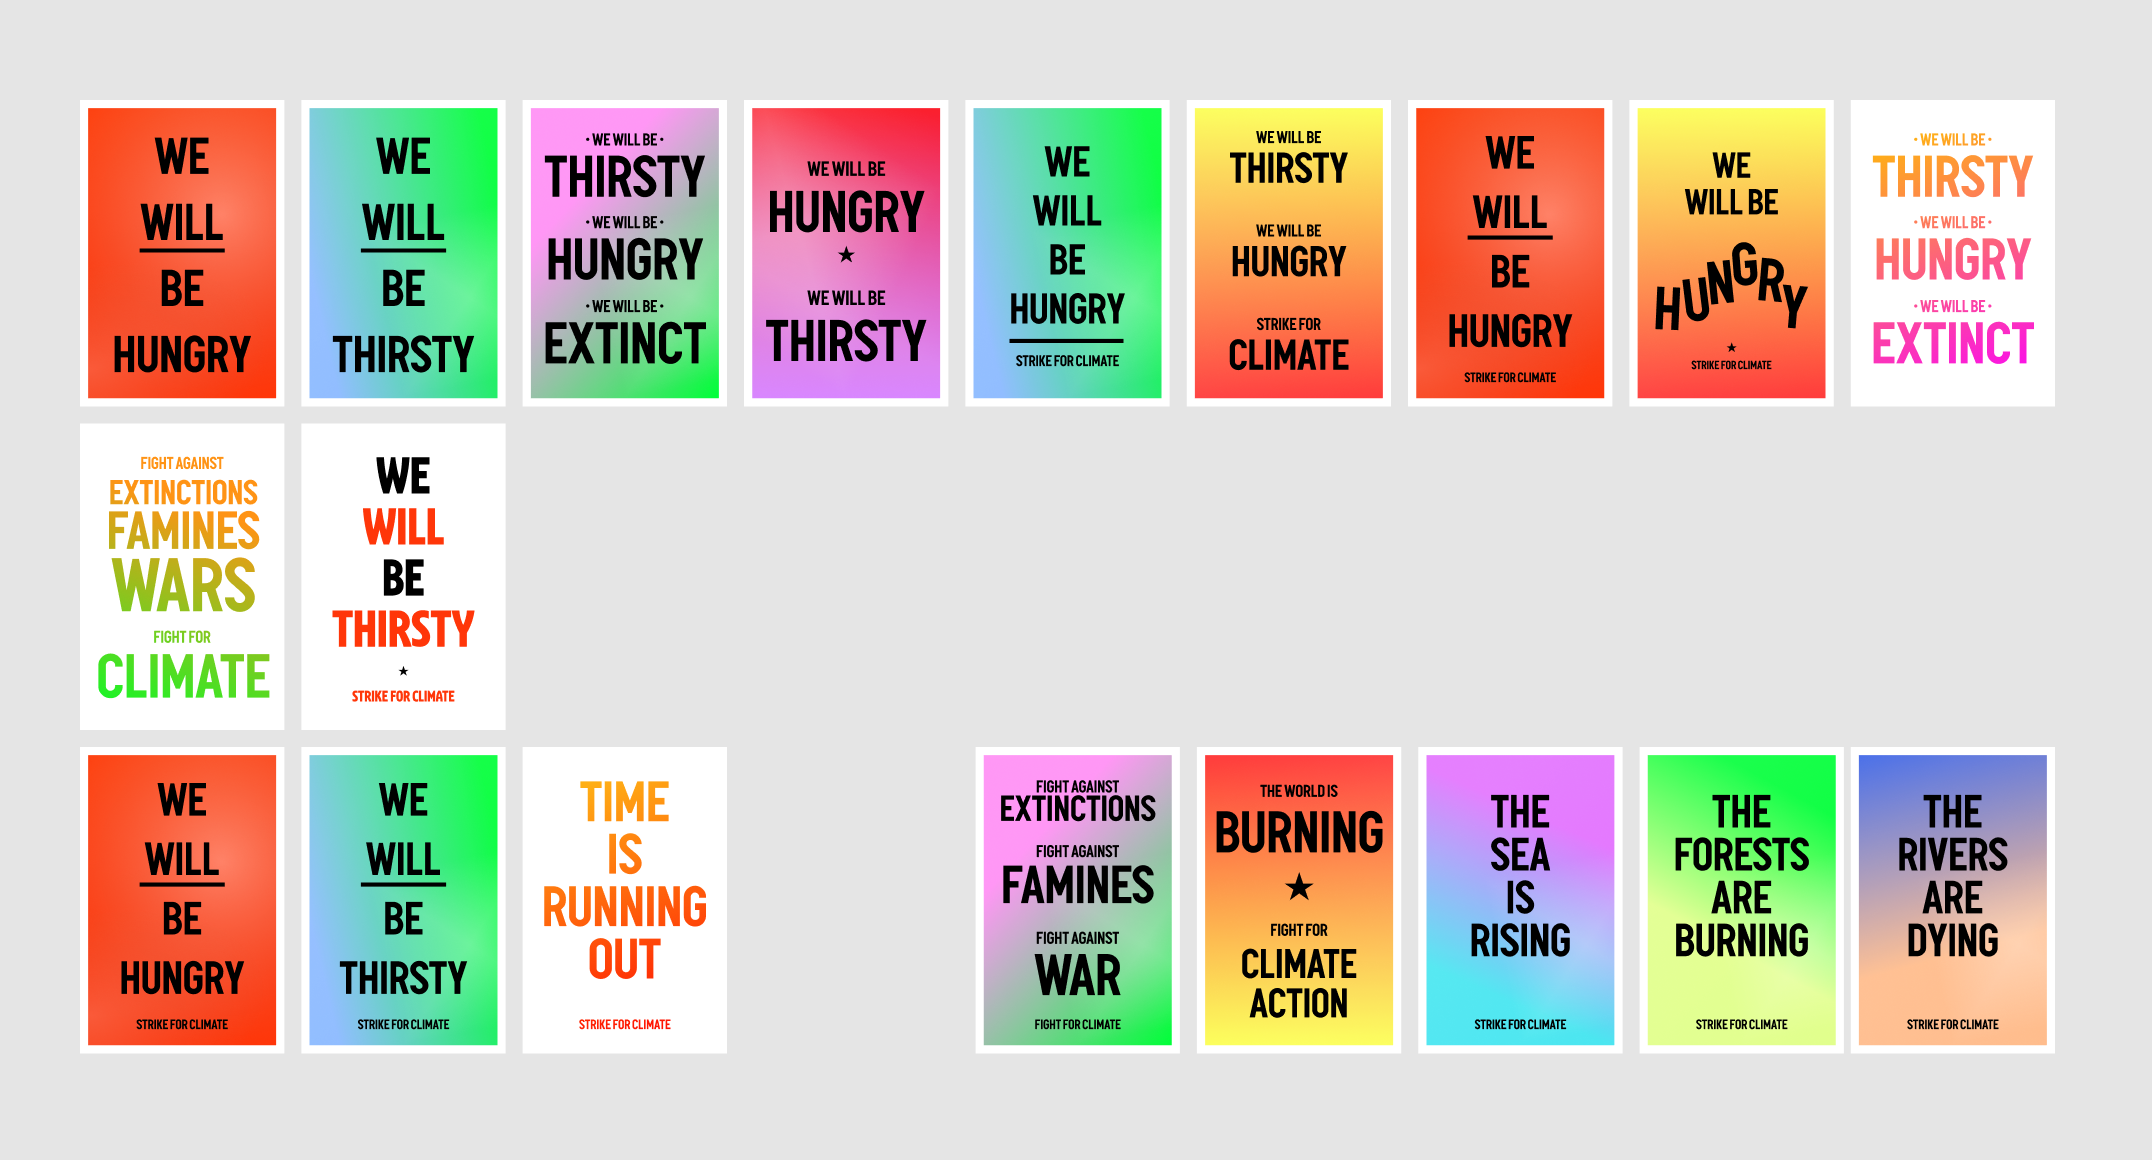 WE
WILL
BE
HUNGRY
WE
WILL
BE
THIRSTY
• WE WILL BE •
THIRSTY
• WE WILL BE •
HUNGRY
• WE WILL BE •
EXTINCT
WE WILL BE
HUNGRY
★
WE WILL BE
THIRSTY
WE
WILL
BE
HUNGRY
STRIKE FOR CLIMATE
WE WILL BE
THIRSTY
WE WILL BE
HUNGRY
STRIKE FOR
CLIMATE
WE
WILL
BE
HUNGRY
STRIKE FOR CLIMATE
WE
WILL BE
HUNGRY
★
STRIKE FOR CLIMATE
• WE WILL BE •
THIRSTY
• WE WILL BE •
HUNGRY
• WE WILL BE •
EXTINCT
FIGHT AGAINST
EXTINCTIONS
FAMINES
WARS
FIGHT FOR
CLIMATE
WE
WILL
BE
THIRSTY
★
STRIKE FOR CLIMATE
WE
WILL
BE
HUNGRY
STRIKE FOR CLIMATE
WE
WILL
BE
THIRSTY
STRIKE FOR CLIMATE
TIME
IS
RUNNING
OUT
STRIKE FOR CLIMATE
FIGHT AGAINST
EXTINCTIONS
FIGHT AGAINST
FAMINES
FIGHT AGAINST
WAR
FIGHT FOR CLIMATE
THE WORLD IS
BURNING
★
FIGHT FOR
CLIMATE
ACTION
THE
SEA
IS
RISING
STRIKE FOR CLIMATE
THE
FORESTS
ARE
BURNING
STRIKE FOR CLIMATE
THE
RIVERS
ARE
DYING
STRIKE FOR CLIMATE